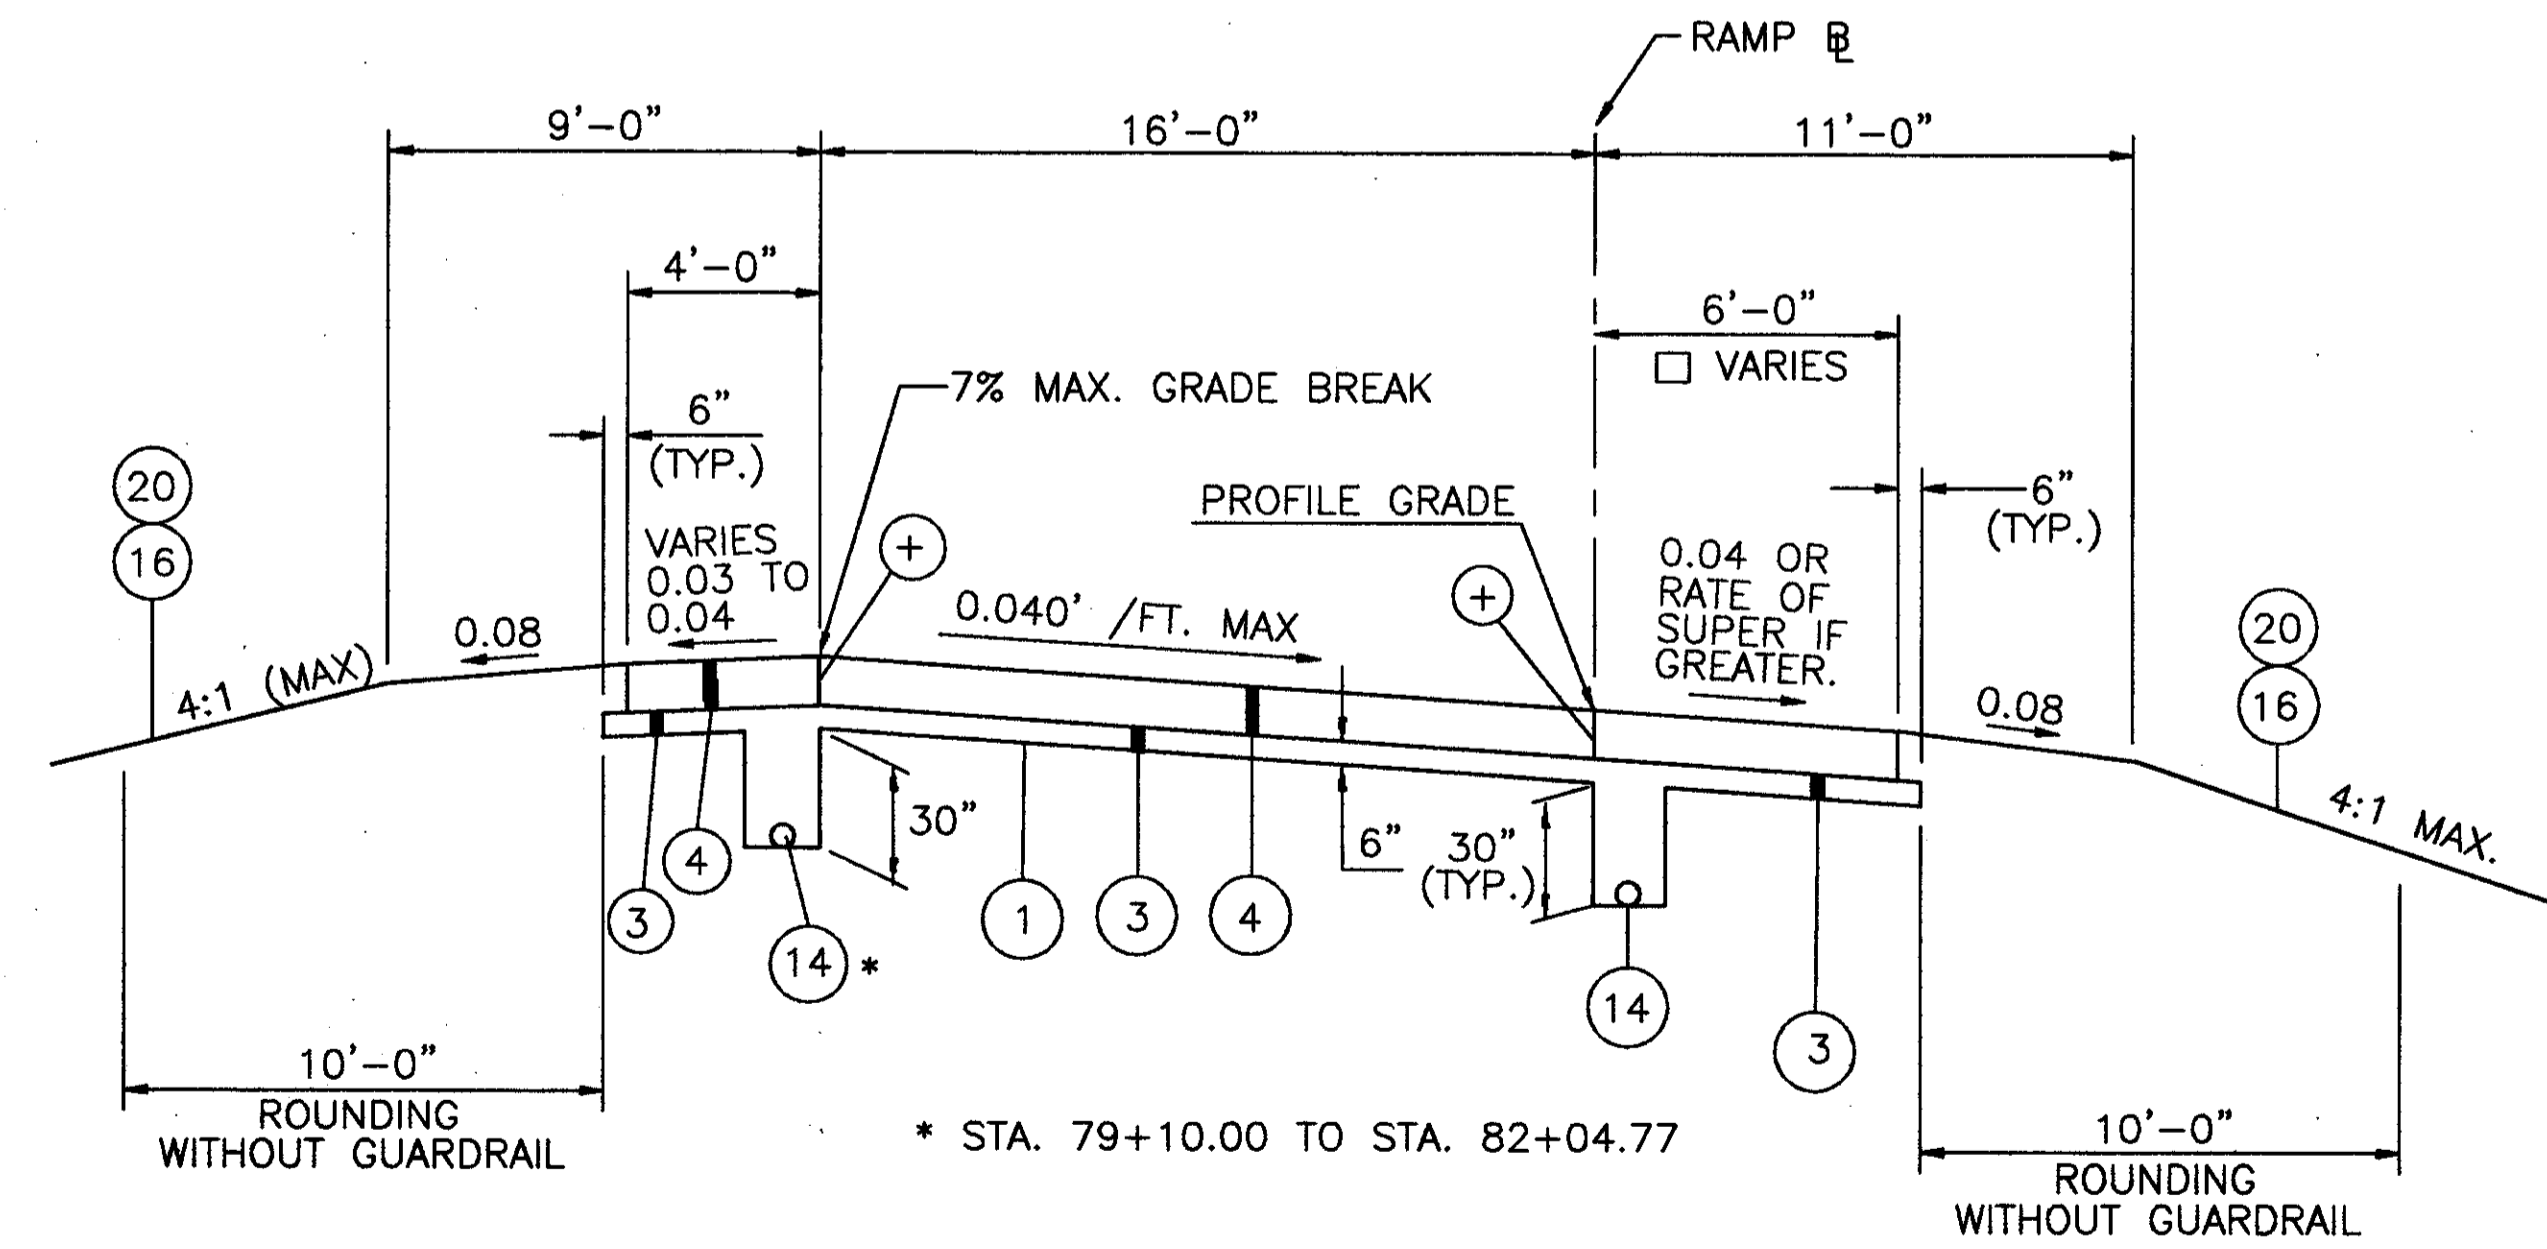 RAMP ⅊
9'-0"
16'-0"
11'-0"
4'-0"
6'-0"
□ VARIES
7% MAX. GRADE BREAK
6"
(TYP.)
20
16
PROFILE GRADE
6"
(TYP.)
VARIES
0.03 TO
0.04
+
+
0.04 OR
RATE OF
SUPER IF
GREATER.
0.040' /FT. MAX
0.08
4:1 (MAX)
20
16
0.08
4:1 MAX.
30"
6"
30"
(TYP.)
4
3
14 *
1
3
4
14
3
10'-0"
ROUNDING
WITHOUT GUARDRAIL
* STA. 79+10.00 TO STA. 82+04.77
10'-0"
ROUNDING
WITHOUT GUARDRAIL